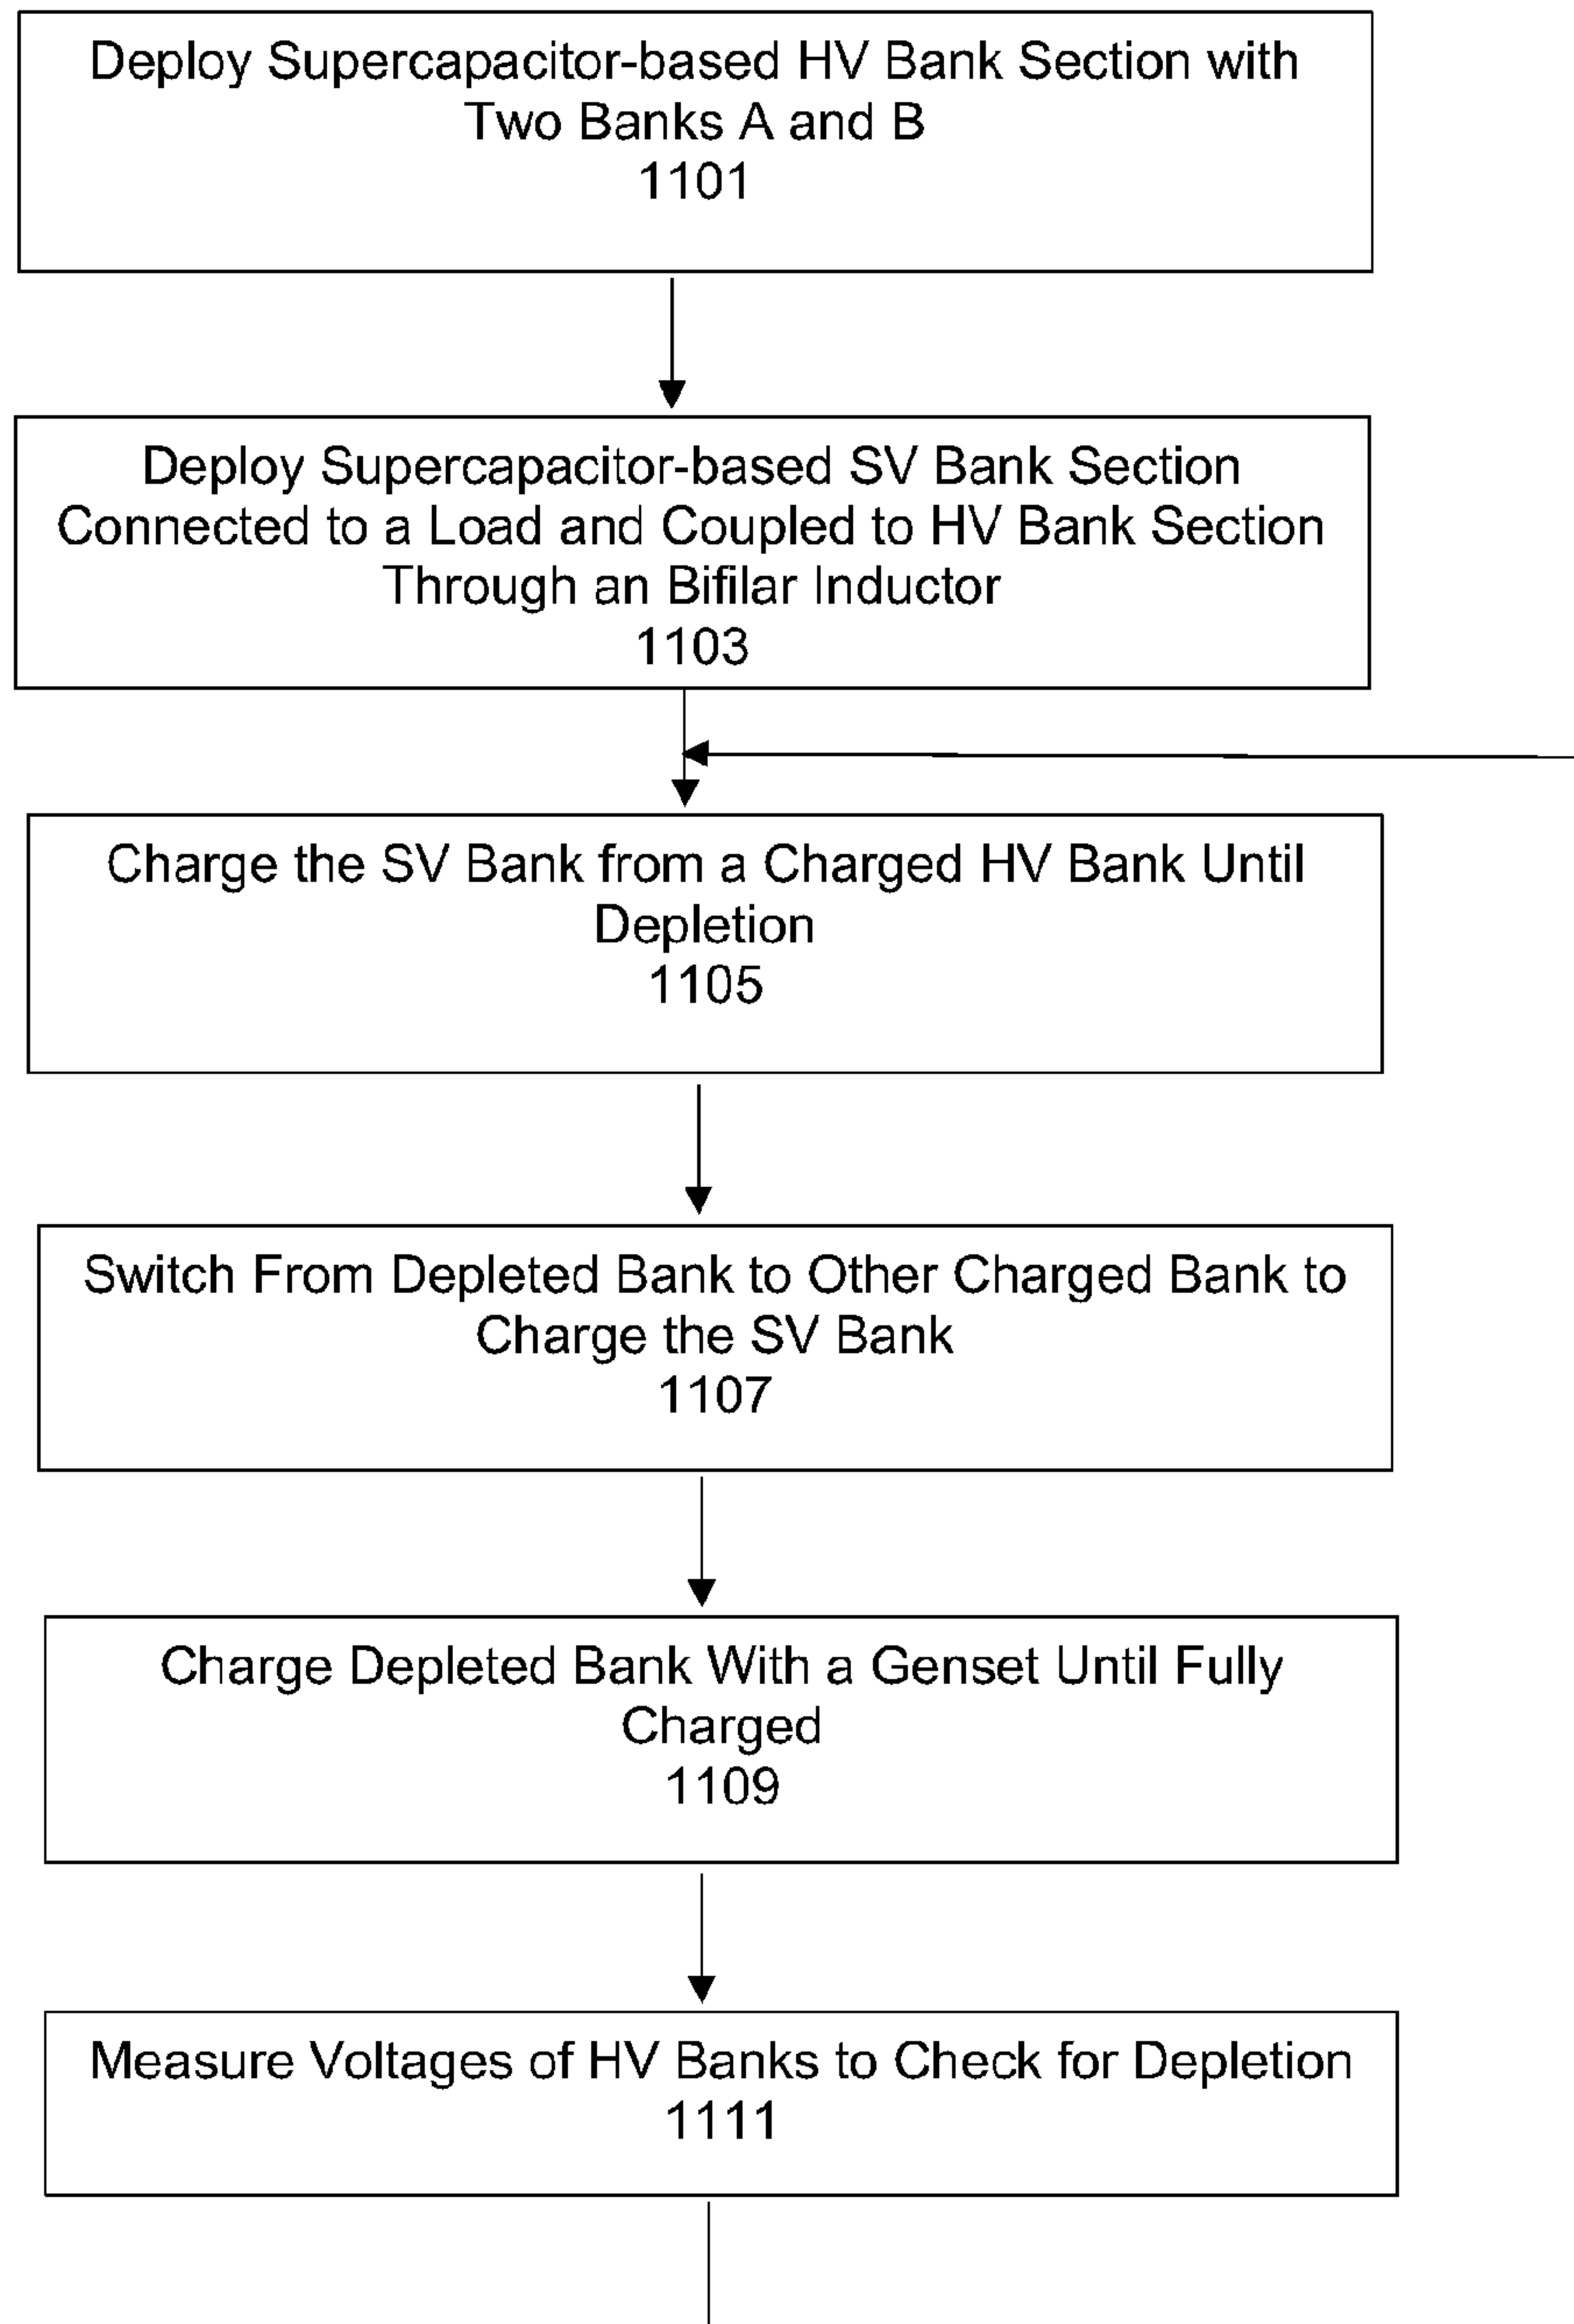 Deploy Supercapacitor-based HV Bank Section with
Two Banks A and B
1101
Deploy Supercapacitor-based SV Bank Section
Connected to a Load and Coupled to HV Bank Section
Through an Bifilar Inductor
1103
Charge the SV Bank from a Charged HV Bank Until
Depletion
1105
Switch From Depleted Bank to Other Charged Bank to
Charge the SV Bank
1107
Charge Depleted Bank With a Genset Until Fully
Charged
1109
Measure Voltages of HV Banks to Check for Depletion
1111